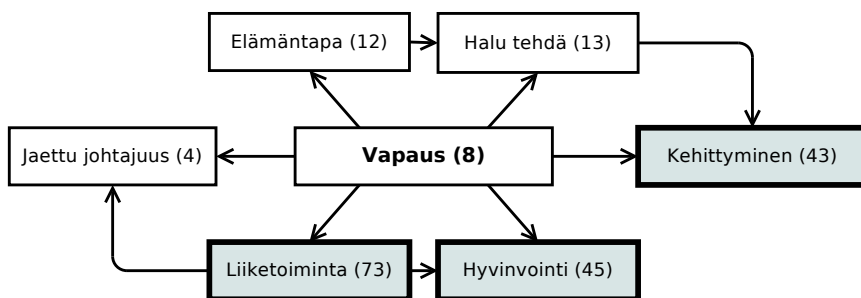 Elämäntapa (12)
Halu tehdä (13)
Jaettu johtajuus (4)
Vapaus (8)
Kehittyminen (43)
Liiketoiminta (73)
Hyvinvointi (45)